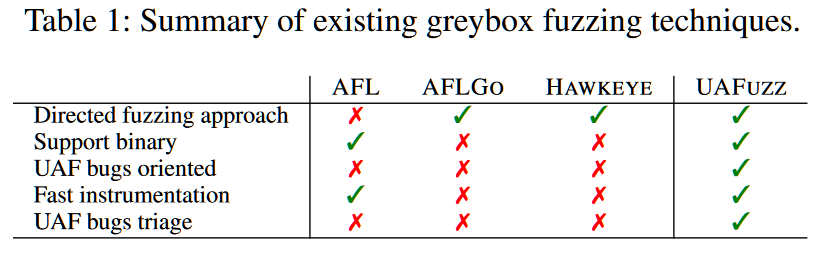 Table 1: Summary of existing greybox fuzzing techniques.
AFL AFLGO HAWKEYE UAFUZZ
Directed fuzzing approach ✗ ✓ ✓ ✓
Support binary ✓ ✗ ✗ ✓
UAF bugs oriented ✗ ✗ ✗ ✓
Fast instrumentation ✓ ✗ ✗ ✓
UAF bugs triage ✗ ✗ ✗ ✓